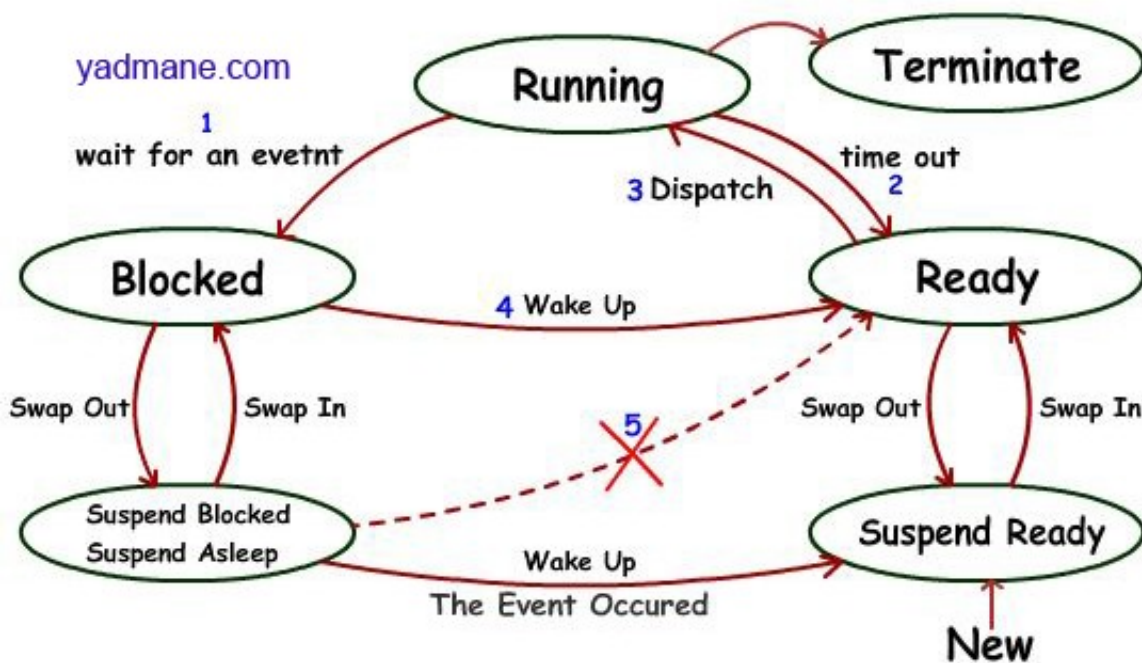 yadmane.com
Running
Terminate
1
wait for an evetnt
time out
2
3 Dispatch
Blocked
Ready
4 Wake Up
Swap Out
Swap In
5
Swap Out
Swap In
Suspend Blocked
Suspend Asleep
Suspend Ready
Wake Up
The Event Occured
New